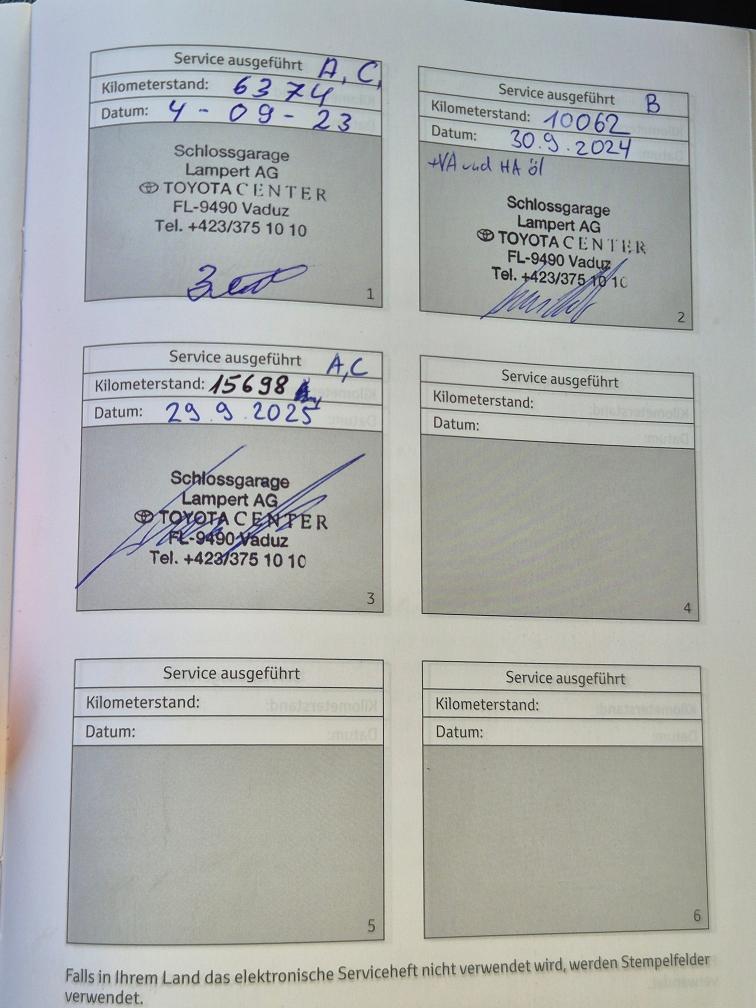 Service ausgeführt A, C,
Kilometerstand: 6374
Datum: 4 - 09 - 23
Schlossgarage
Lampert AG
TOYOTA CENTER
FL-9490 Vaduz
Tel. +423/375 10 10
1
Service ausgeführt B
Kilometerstand: 10062
Datum: 30.9.2024
+VA und HA öl
Schlossgarage
Lampert AG
TOYOTA CENTER
FL-9490 Vaduz
Tel. +423/375 10 10
2
Service ausgeführt A,C
Kilometerstand: 15698
Datum: 29.9.2025
Schlossgarage
Lampert AG
TOYOTA CENTER
FL-9490 Vaduz
Tel. +423/375 10 10
3
Service ausgeführt
Kilometerstand:
Datum:
4
Service ausgeführt
Kilometerstand:
Datum:
5
Service ausgeführt
Kilometerstand:
Datum:
6
Falls in Ihrem Land das elektronische Serviceheft nicht verwendet wird, werden Stempelfelder
verwendet.